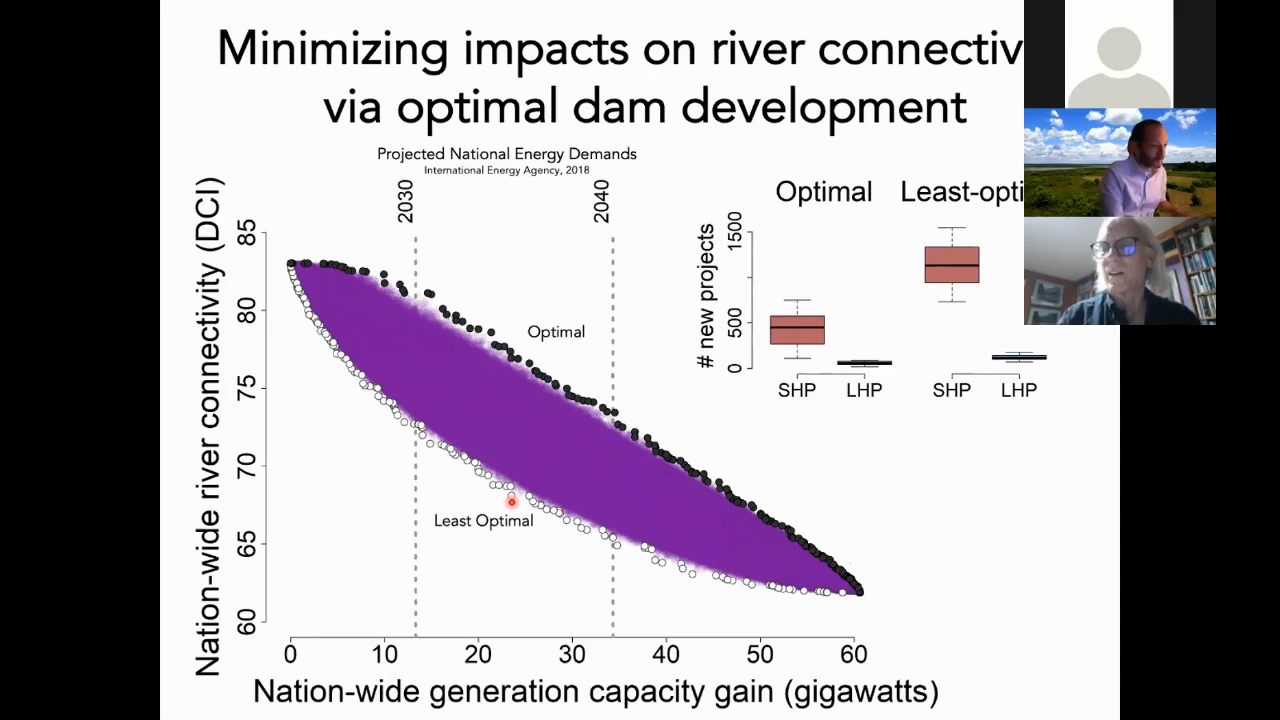 Minimizing impacts on river connectiv
via optimal dam development
Projected National Energy Demands
International Energy Agency, 2018
2030
2040
Nation-wide river connectivity (DCI)
85
80
75
70
65
60
Optimal
Least Optimal
0 10 20 30 40 50 60
Nation-wide generation capacity gain (gigawatts)
Optimal Least-opti
# new projects
1500
500
0
SHP LHP SHP LHP